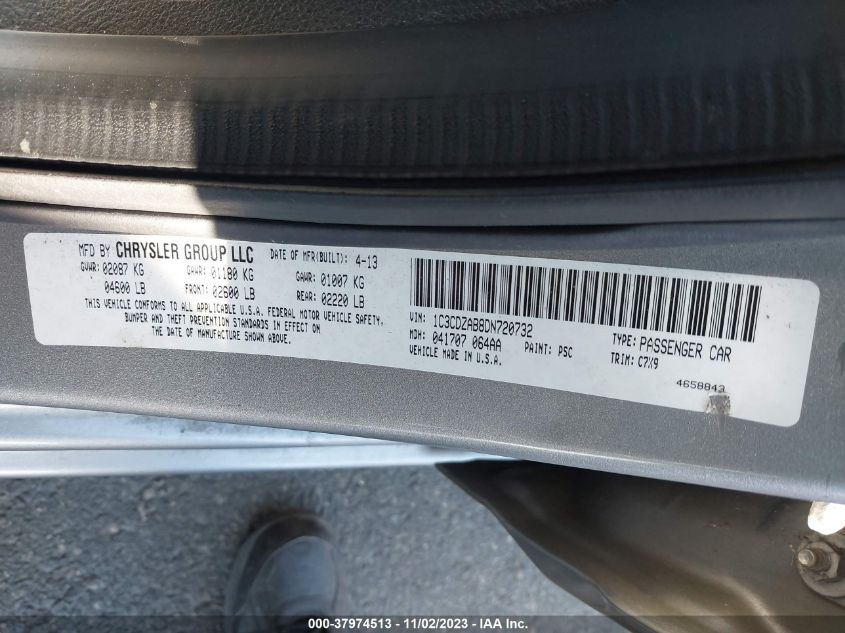 MFD BY CHRYSLER GROUP LLC DATE OF MFR(BUILT): 4-13
GVWR: 02087 KG GAWR: 01180 KG GAWR: 01007 KG
04600 LB FRONT: 02600 LB REAR: 02220 LB
THIS VEHICLE CONFORMS TO ALL APPLICABLE U.S.A. FEDERAL MOTOR VEHICLE SAFETY,
BUMPER AND THEFT PREVENTION STANDARDS IN EFFECT ON
THE DATE OF MANUFACTURE SHOWN ABOVE.
VIN: 1C3CDZAB8DN720732
MDH: 041707 064AA PAINT: PSC
VEHICLE MADE IN U.S.A.
TYPE: PASSENGER CAR
TRIM: C7X9
4658843
000-37974513 - 11/02/2023 - IAA Inc.